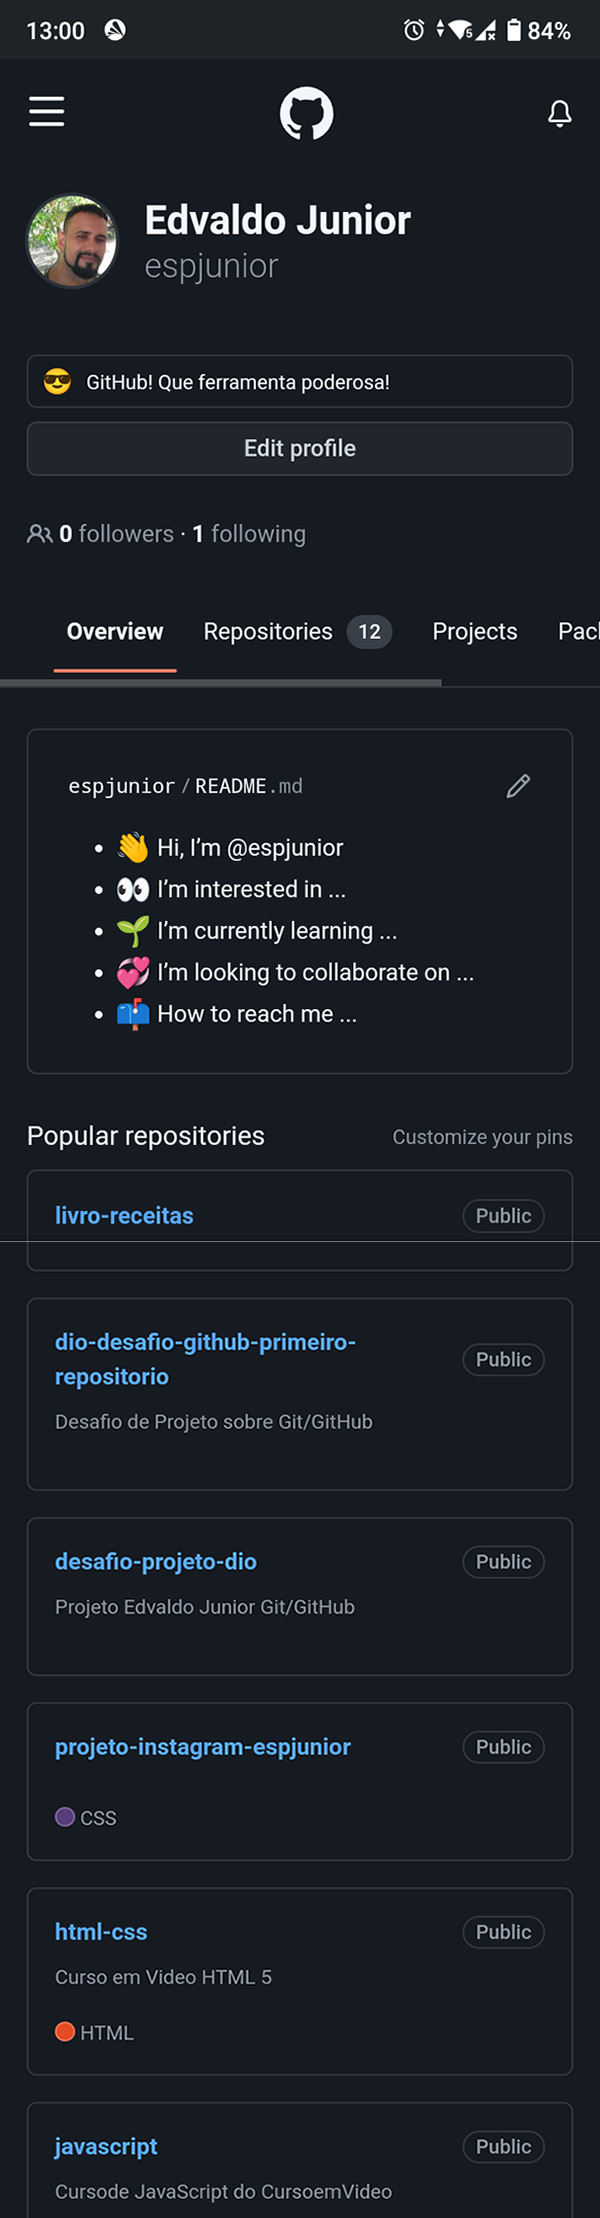 13:00 84%
Edvaldo Junior
espjunior
😎 GitHub! Que ferramenta poderosa!
Edit profile
0 followers · 1 following
Overview Repositories 12 Projects Pac
espjunior / README.md
• 👋 Hi, I’m @espjunior
• 👀 I’m interested in ...
• 🌱 I’m currently learning ...
• 💞️ I’m looking to collaborate on ...
• 📫 How to reach me ...
Popular repositories Customize your pins
livro-receitas Public
dio-desafio-github-primeiro-
repositorio Public
Desafio de Projeto sobre Git/GitHub
desafio-projeto-dio Public
Projeto Edvaldo Junior Git/GitHub
projeto-instagram-espjunior Public
CSS
html-css Public
Curso em Video HTML 5
HTML
javascript Public
Cursode JavaScript do CursoemVideo